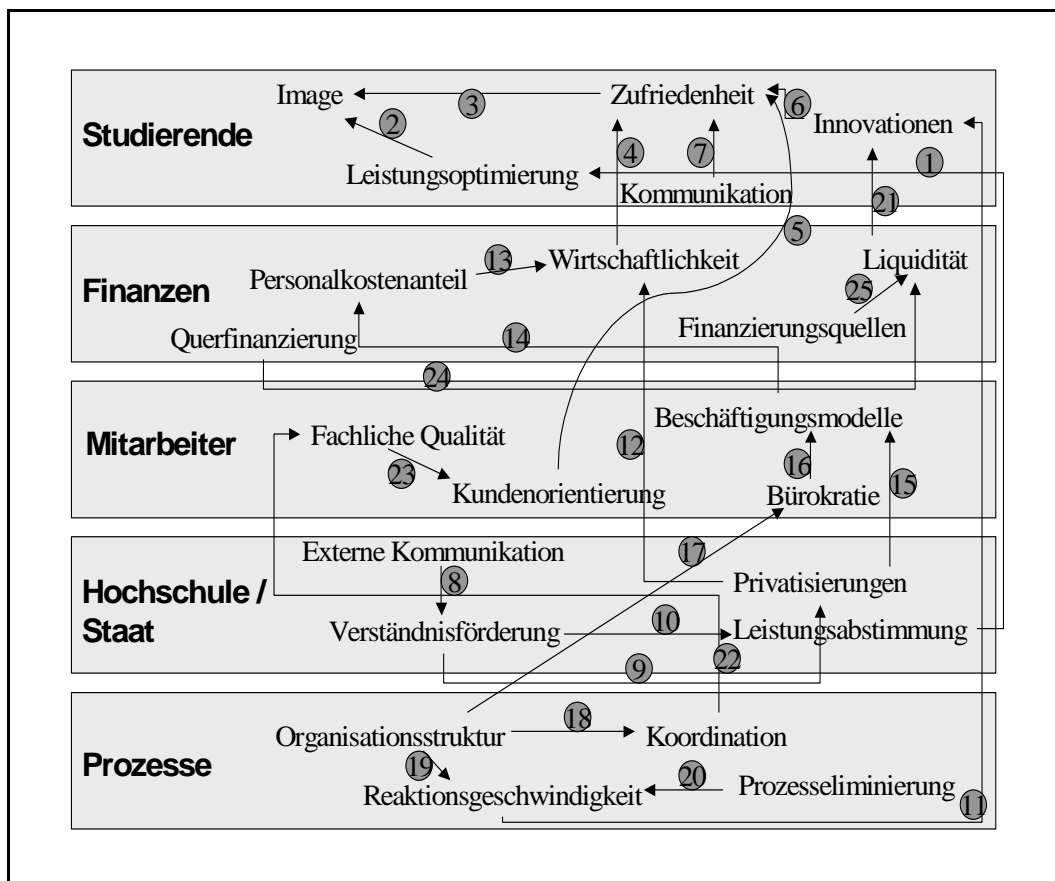 Image
3
Zufriedenheit
6
2
Innovationen
Studierende
4
7
1
Leistungsoptimierung
Kommunikation
21
5
13
Wirtschaftlichkeit
Liquidität
Personalkostenanteil
25
Finanzen
Querfinanzierung
14
Finanzierungsquellen
24
Beschäftigungsmodelle
Mitarbeiter
Fachliche Qualität
12
23
16
15
Kundenorientierung
Bürokratie
Externe Kommunikation
17
8
Privatisierungen
Hochschule /
Staat
Verständnisförderung
10
Leistungsabstimmung
9
22
18
Organisationsstruktur
Koordination
Prozesse
19
20
Reaktionsgeschwindigkeit
Prozesseliminierung
11